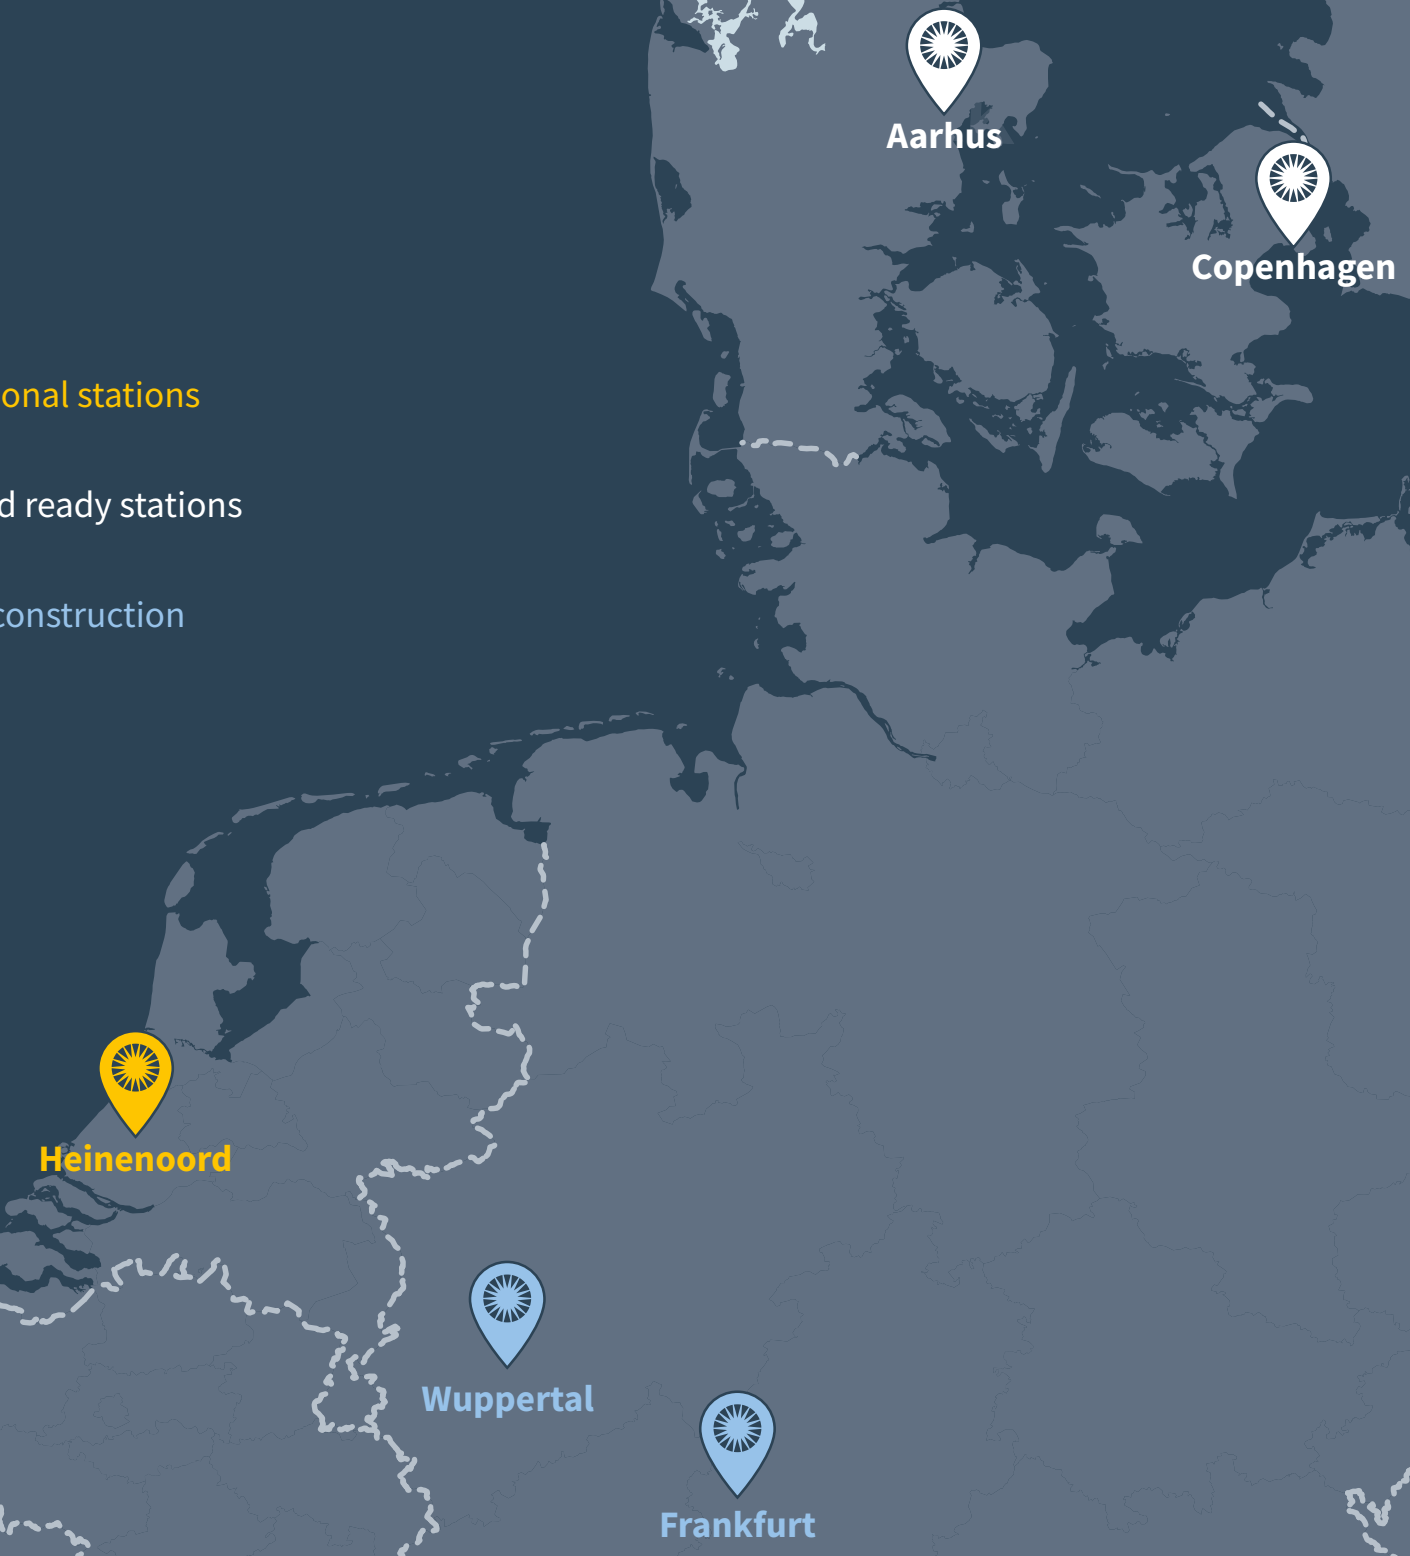 Aarhus
Copenhagen
onal stations
d ready stations
construction
Heinenoord
Wuppertal
Frankfurt